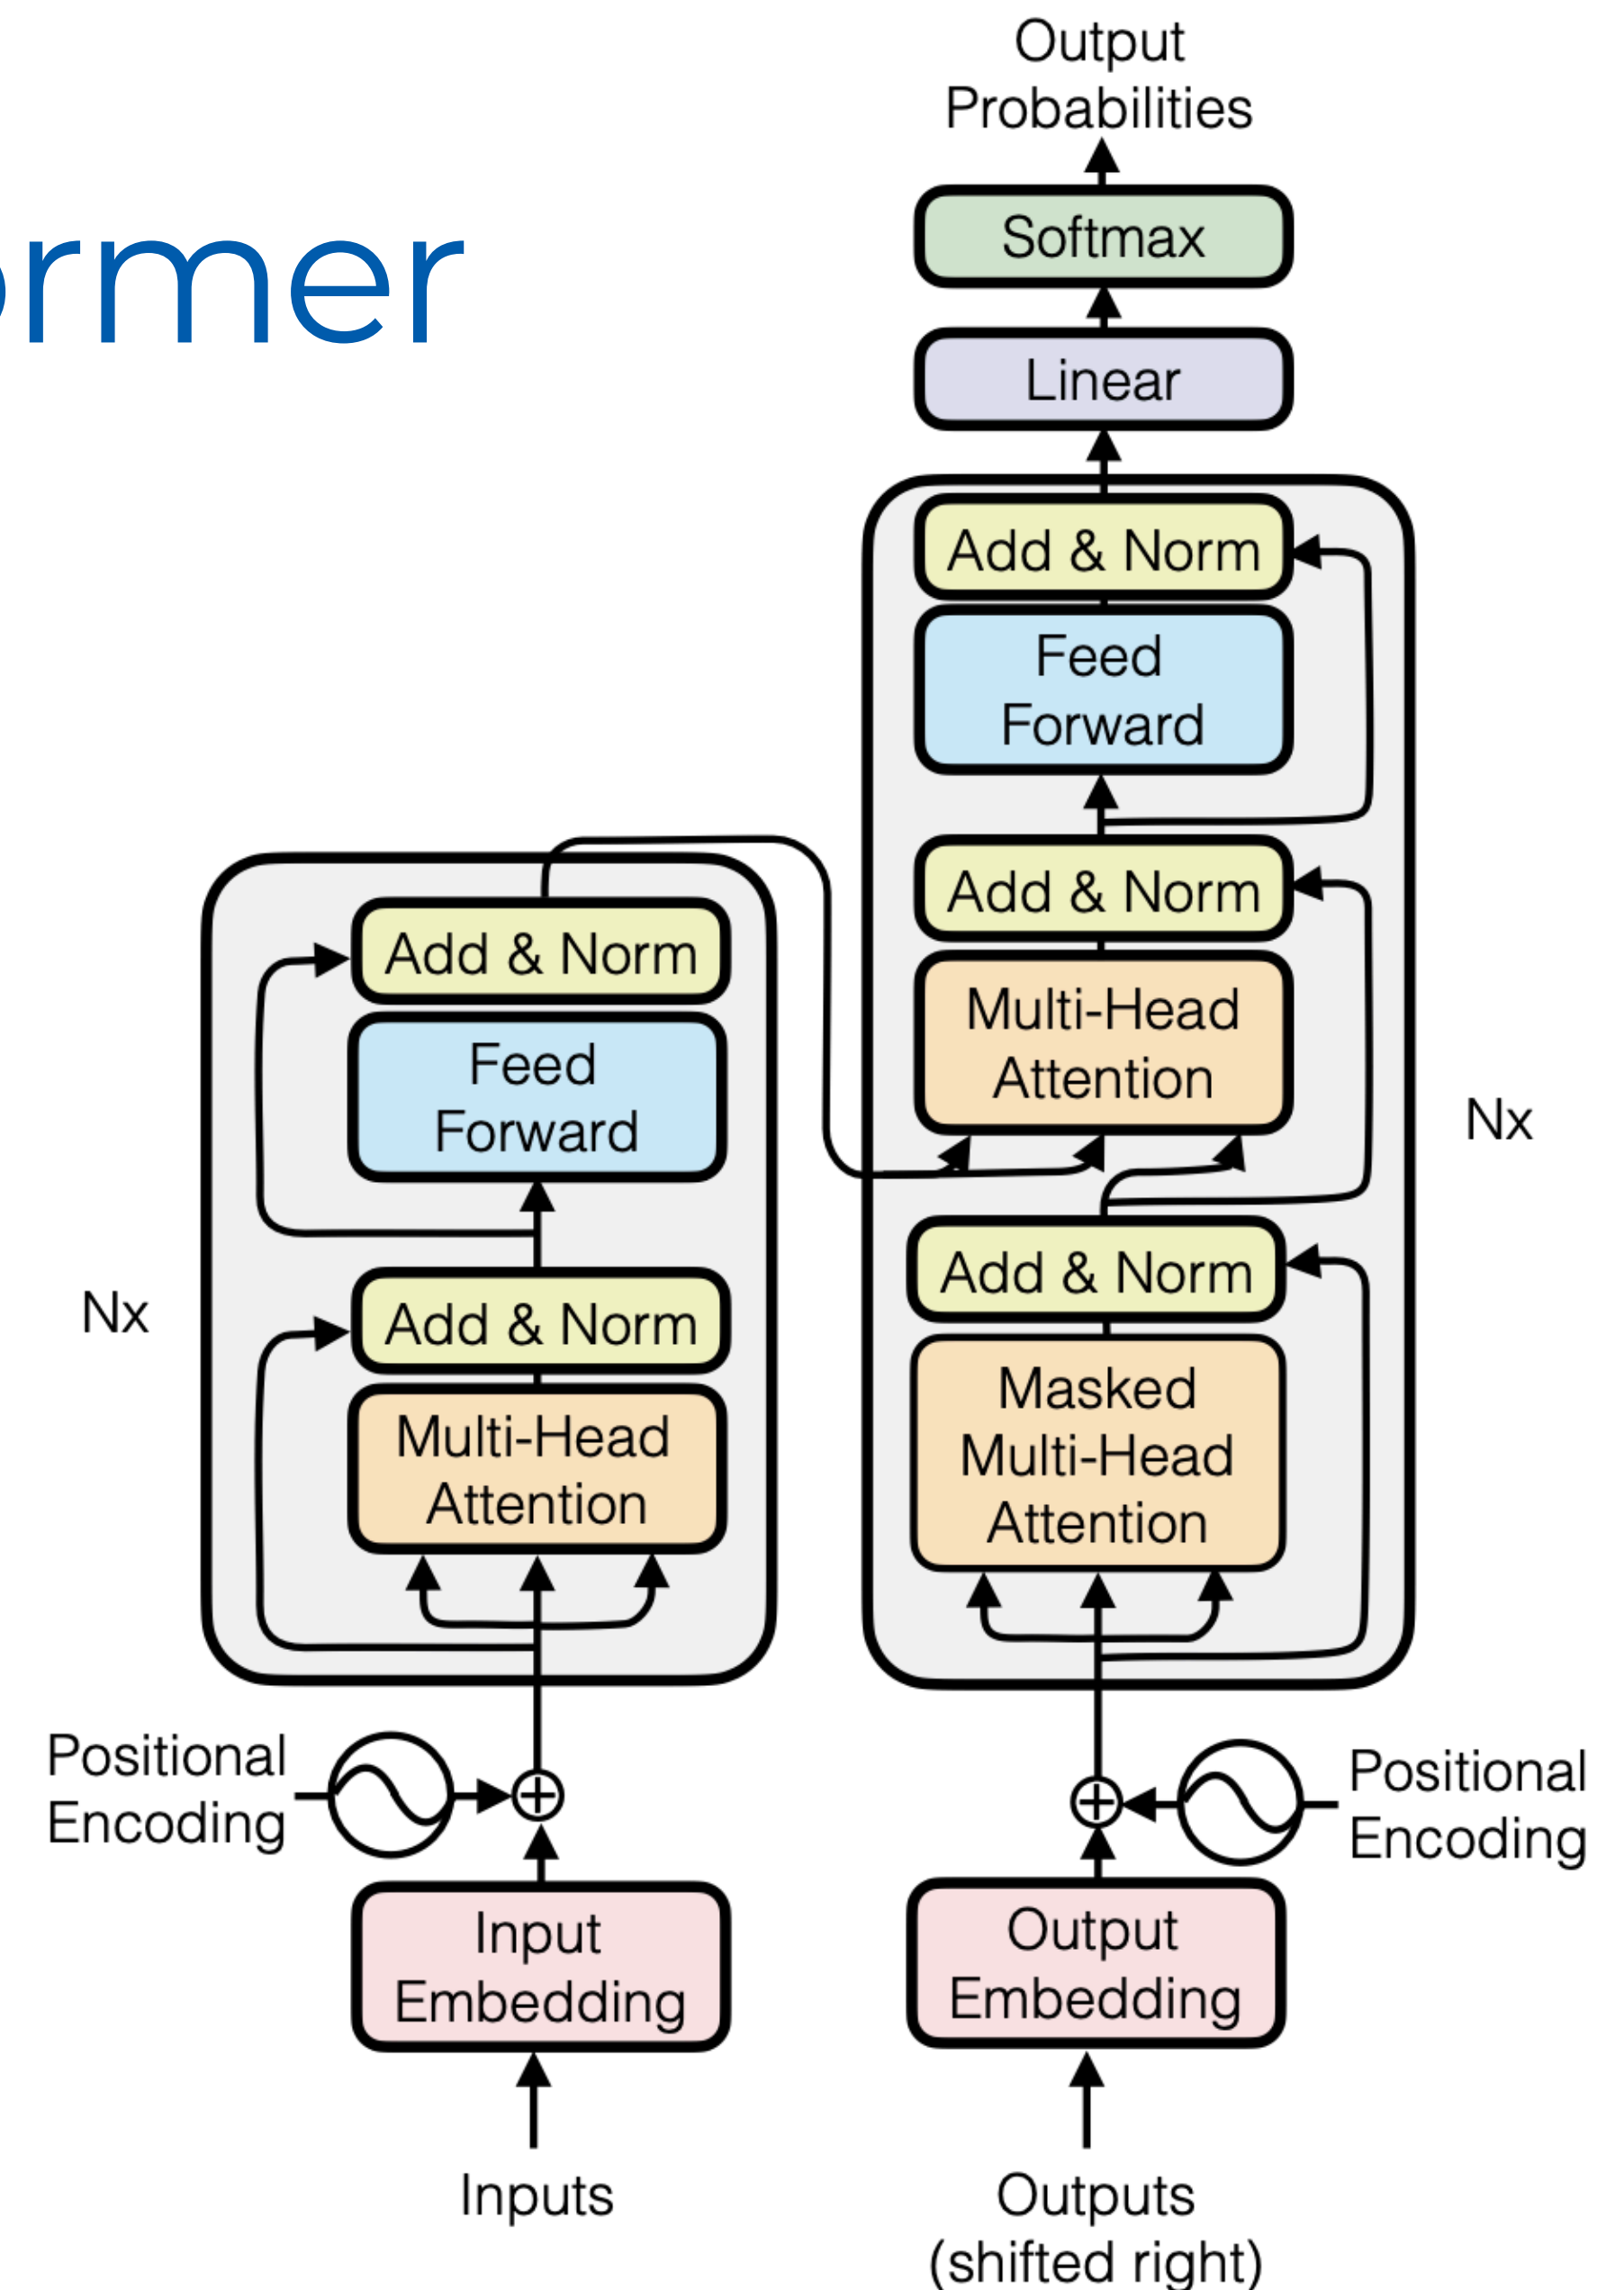 Output
Probabilities
Softmax
rmer
Linear
Add & Norm
Feed
Forward
Add & Norm
Multi-Head
Attention
Nx
Add & Norm
Masked
Multi-Head
Attention
Add & Norm
Feed
Forward
Nx
Add & Norm
Multi-Head
Attention
Positional
Encoding
Positional
Encoding
Input
Embedding
Output
Embedding
Inputs
Outputs
(shifted right)